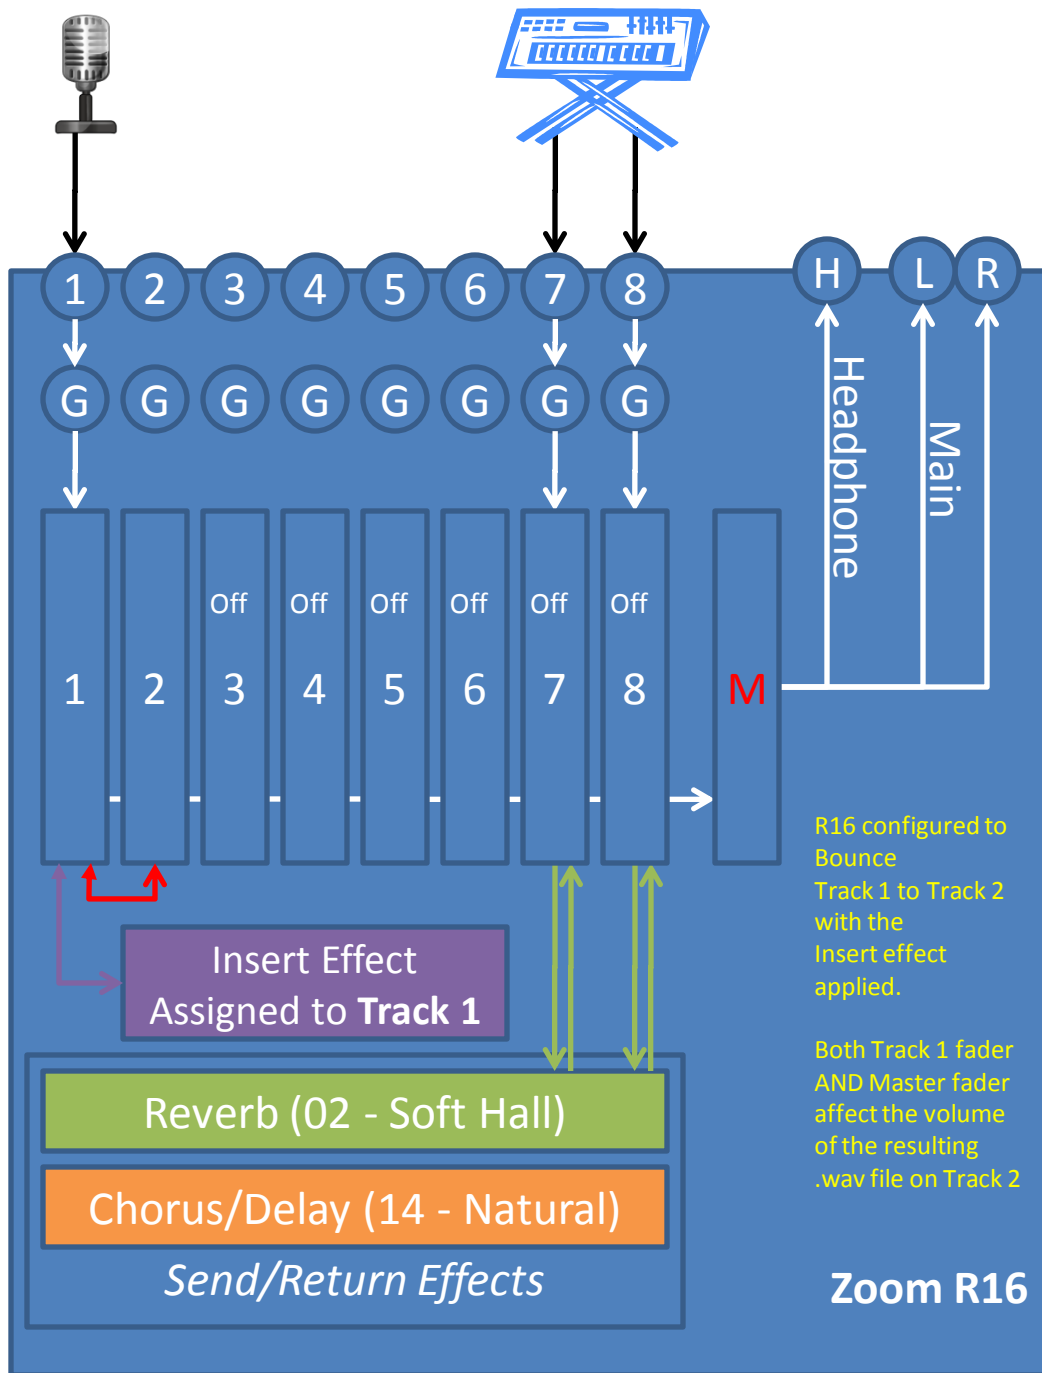 1 2 3 4 5 6 7 8 H L R
G G G G G G G G
Headphone
Main
Off Off Off Off Off Off
1 2 3 4 5 6 7 8 M
R16 configured to
Bounce
Track 1 to Track 2
with the
Insert effect
applied.
Both Track 1 fader
AND Master fader
affect the volume
of the resulting
.wav file on Track 2
Insert Effect
Assigned to Track 1
Reverb (02 - Soft Hall)
Chorus/Delay (14 - Natural)
Send/Return Effects
Zoom R16